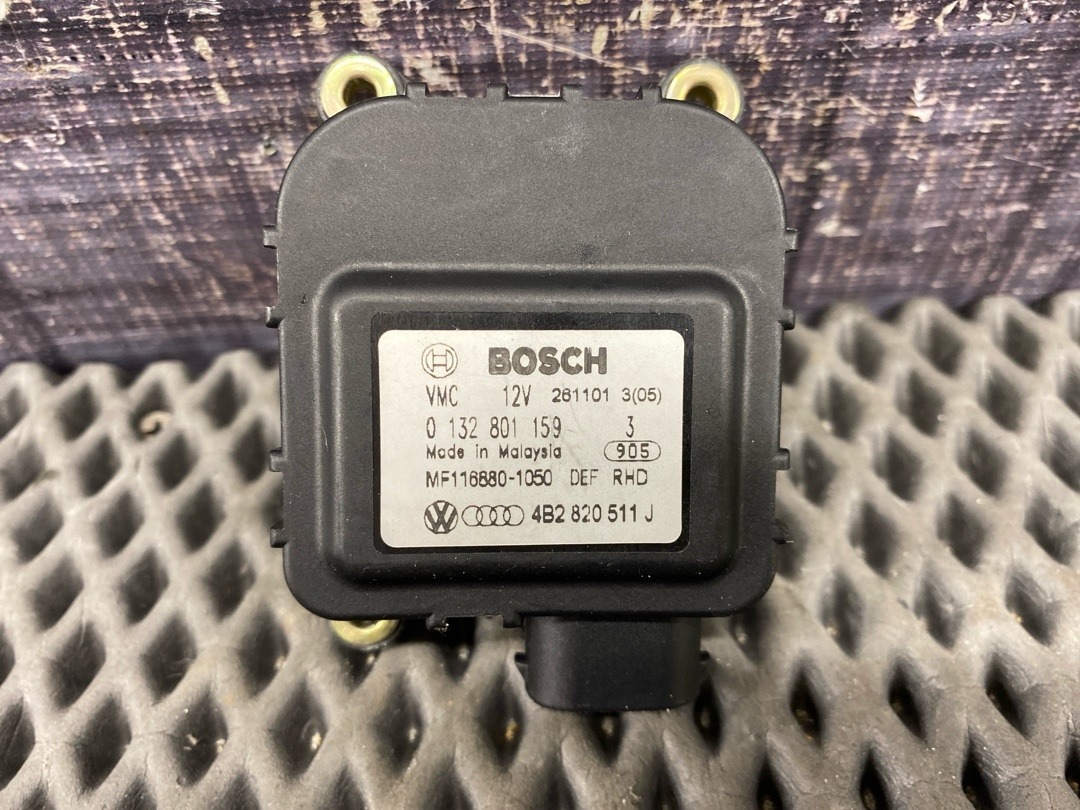 BOSCH
VMC 12V 261101 3(05)
0 132 801 159 3
Made in Malaysia 905
MF116880-1050 DEF RHD
4B2 820 511 J